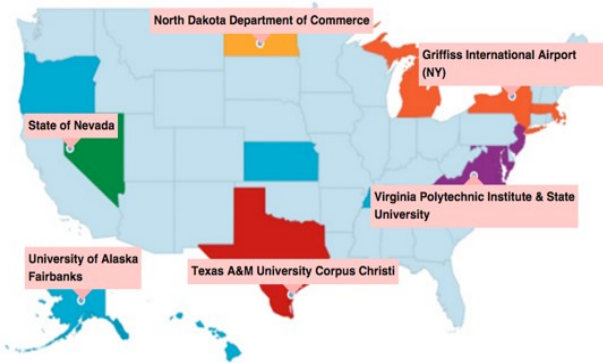 North Dakota Department of Commerce
Griffiss International Airport
(NY)
State of Nevada
Virginia Polytechnic Institute & State
University
University of Alaska
Fairbanks
Texas A&M University Corpus Christi